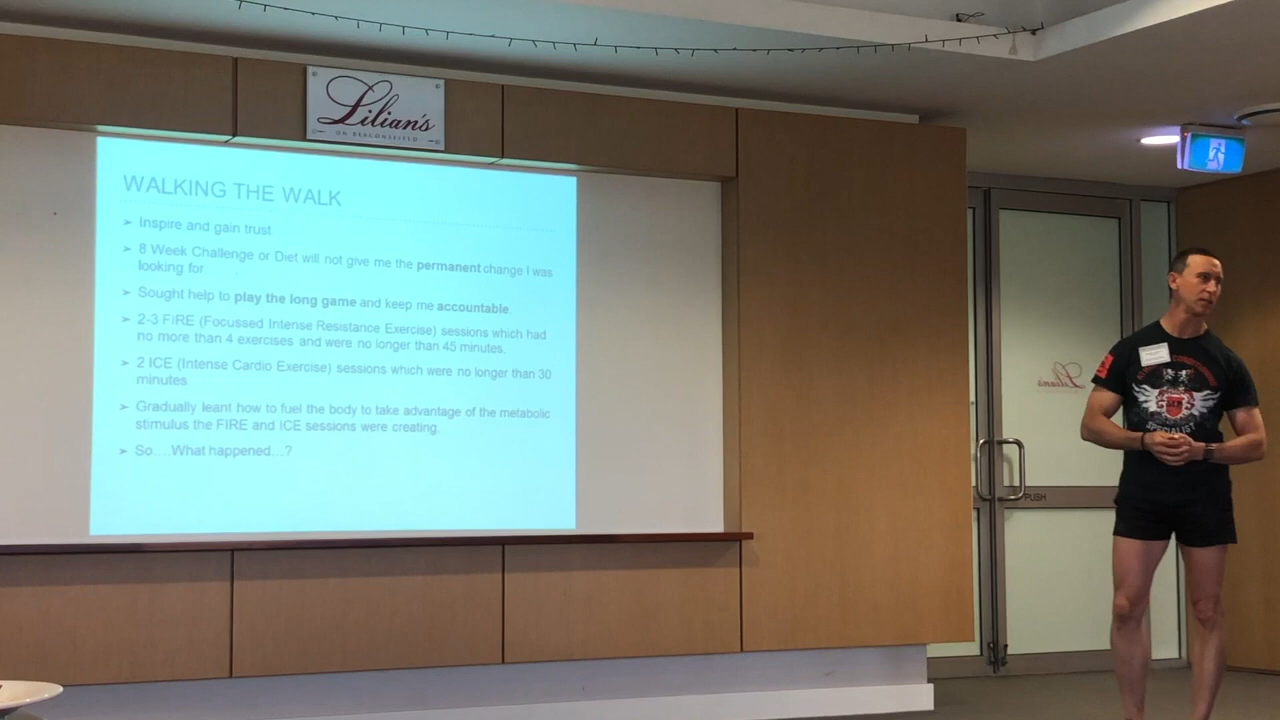 Lilian's
ON BEACONSFIELD
WALKING THE WALK
➢ Inspire and gain trust
➢ 8 Week Challenge or Diet will not give me the permanent change I was
looking for.
➢ Sought help to play the long game and keep me accountable.
➢ 2-3 FIRE (Focussed Intense Resistance Exercise) sessions which had
no more than 4 exercises and were no longer than 45 minutes.
➢ 2 ICE (Intense Cardio Exercise) sessions which were no longer than 30
minutes
➢ Gradually leant how to fuel the body to take advantage of the metabolic
stimulus the FIRE and ICE sessions were creating.
➢ So....What happened...?
Lilian's
PUSH
SPECIALIST